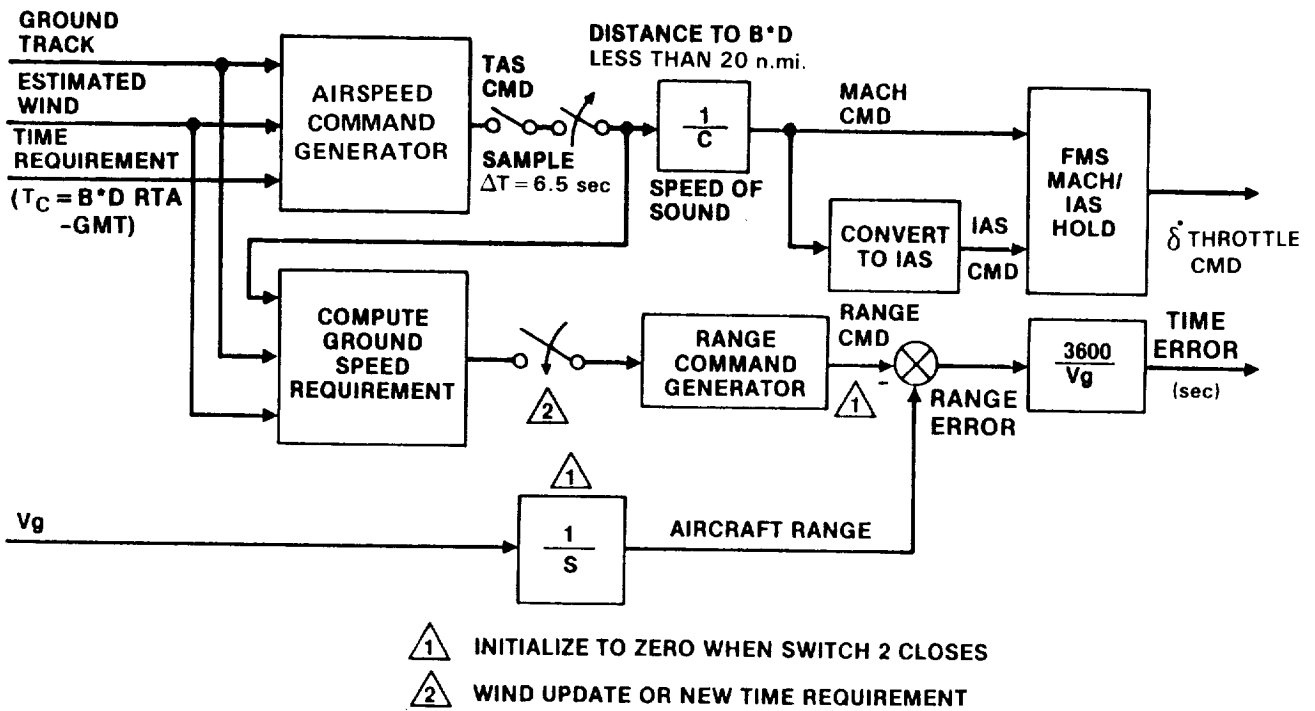 GROUND
TRACK
ESTIMATED
WIND
TIME
REQUIREMENT
(T_C = B*D RTA
-GMT)
AIRSPEED
COMMAND
GENERATOR
TAS
CMD
SAMPLE
ΔT = 6.5 sec
DISTANCE TO B*D
LESS THAN 20 n.mi.
1
C
SPEED OF
SOUND
MACH
CMD
CONVERT
TO IAS
IAS
CMD
FMS
MACH/
IAS
HOLD
δ̇ THROTTLE
CMD
COMPUTE
GROUND
SPEED
REQUIREMENT
2
RANGE
COMMAND
GENERATOR
RANGE
CMD
1
-
RANGE
ERROR
3600
Vg
TIME
ERROR
(sec)
Vg
1
1
S
AIRCRAFT RANGE
1 INITIALIZE TO ZERO WHEN SWITCH 2 CLOSES
2 WIND UPDATE OR NEW TIME REQUIREMENT